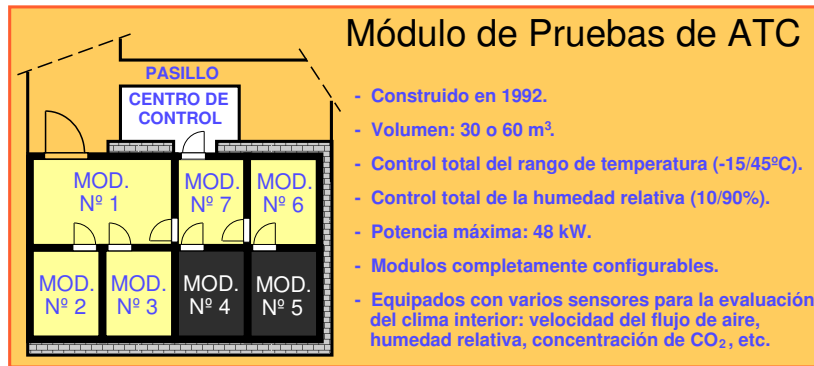 Módulo de Pruebas de ATC
PASILLO
CENTRO DE
CONTROL
MOD.
Nº 1
MOD.
Nº 7
MOD.
Nº 6
MOD.
Nº 2
MOD.
Nº 3
MOD.
Nº 4
MOD.
Nº 5
- Construido en 1992.
- Volumen: 30 o 60 m³.
- Control total del rango de temperatura (-15/45ºC).
- Control total de la humedad relativa (10/90%).
- Potencia máxima: 48 kW.
- Modulos completamente configurables.
- Equipados con varios sensores para la evaluación
del clima interior: velocidad del flujo de aire,
humedad relativa, concentración de CO₂, etc.